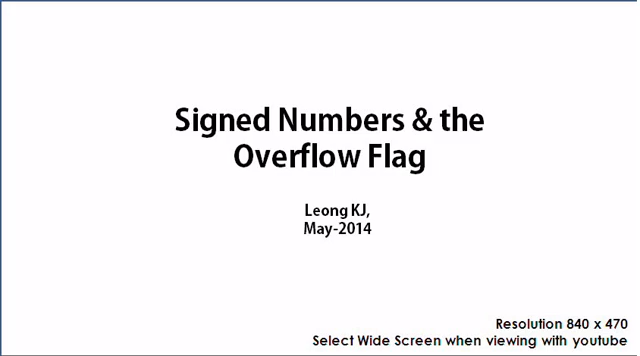 Signed Numbers & the
Overflow Flag
Leong KJ,
May-2014
Resolution 840 x 470
Select Wide Screen when viewing with youtube